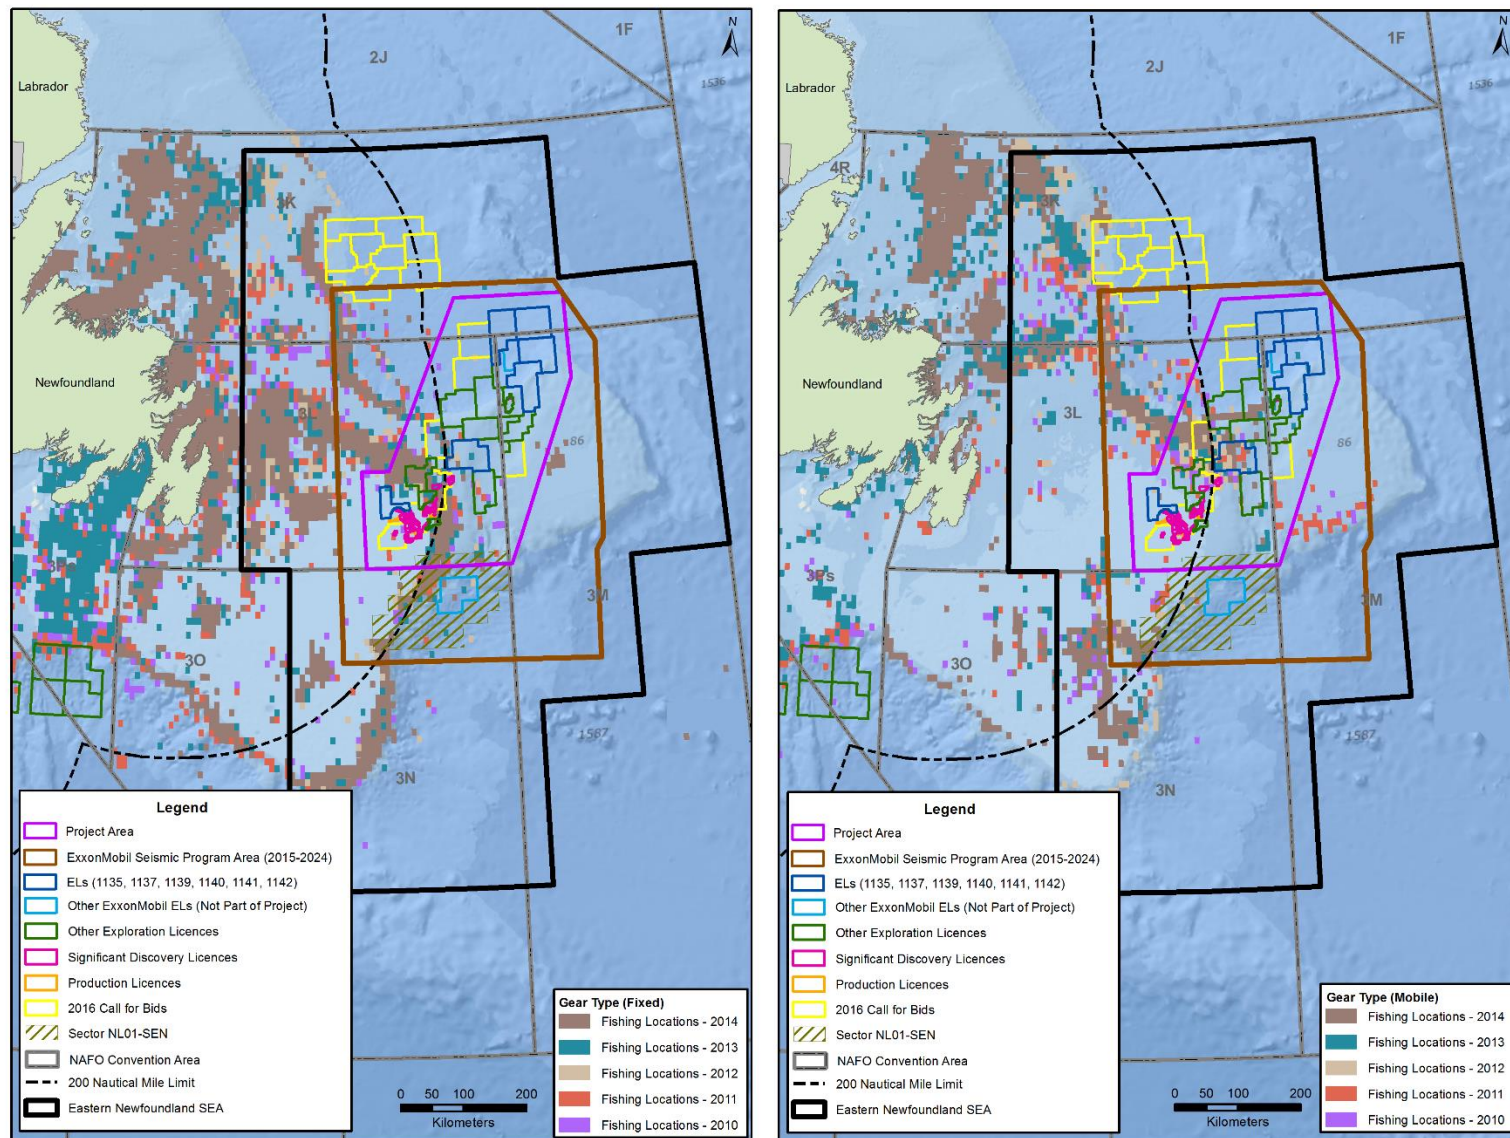 N
2J
1F
1536
Labrador
3K
Newfoundland
3L
86
3Ps
3O
3M
3N
1587
Legend
Project Area
ExxonMobil Seismic Program Area (2015-2024)
ELs (1135, 1137, 1139, 1140, 1141, 1142)
Other ExxonMobil ELs (Not Part of Project)
Other Exploration Licences
Significant Discovery Licences
Production Licences
2016 Call for Bids
Sector NL01-SEN
NAFO Convention Area
200 Nautical Mile Limit
Eastern Newfoundland SEA
0 50 100 200
Kilometers
Gear Type (Fixed)
Fishing Locations - 2014
Fishing Locations - 2013
Fishing Locations - 2012
Fishing Locations - 2011
Fishing Locations - 2010
N
2J
1F
1536
Labrador
4R
3K
Newfoundland
3L
86
3Ps
3O
3M
3N
1587
Legend
Project Area
ExxonMobil Seismic Program Area (2015-2024)
ELs (1135, 1137, 1139, 1140, 1141, 1142)
Other ExxonMobil ELs (Not Part of Project)
Other Exploration Licences
Significant Discovery Licences
Production Licences
2016 Call for Bids
Sector NL01-SEN
NAFO Convention Area
200 Nautical Mile Limit
Eastern Newfoundland SEA
0 50 100 200
Kilometers
Gear Type (Mobile)
Fishing Locations - 2014
Fishing Locations - 2013
Fishing Locations - 2012
Fishing Locations - 2011
Fishing Locations - 2010